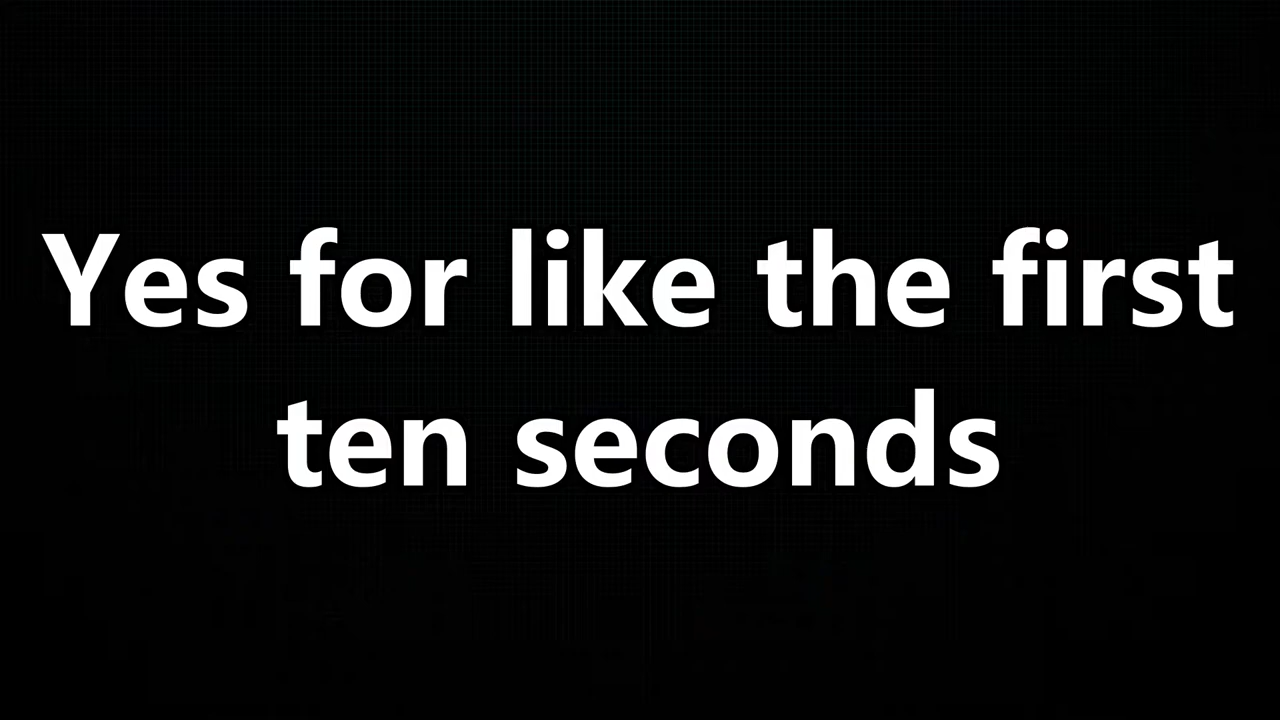 Yes for like the first
ten seconds